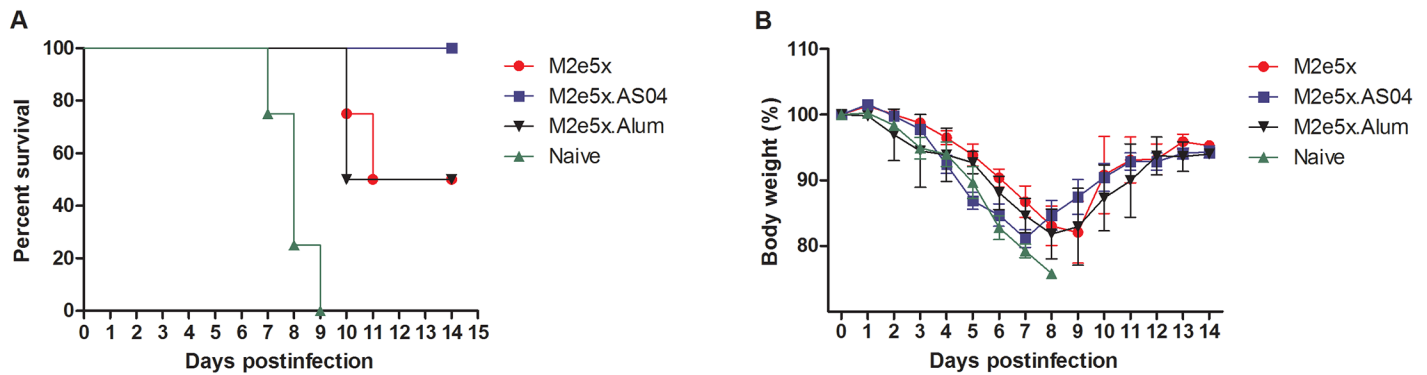 A
Percent survival
100
80
60
40
20
0
0 1 2 3 4 5 6 7 8 9 10 11 12 13 14 15
Days postinfection
M2e5x
M2e5x.AS04
M2e5x.Alum
Naive
B
Body weight (%)
110
100
90
80
0 1 2 3 4 5 6 7 8 9 10 11 12 13 14
Days postinfection
M2e5x
M2e5x.AS04
M2e5x.Alum
Naive